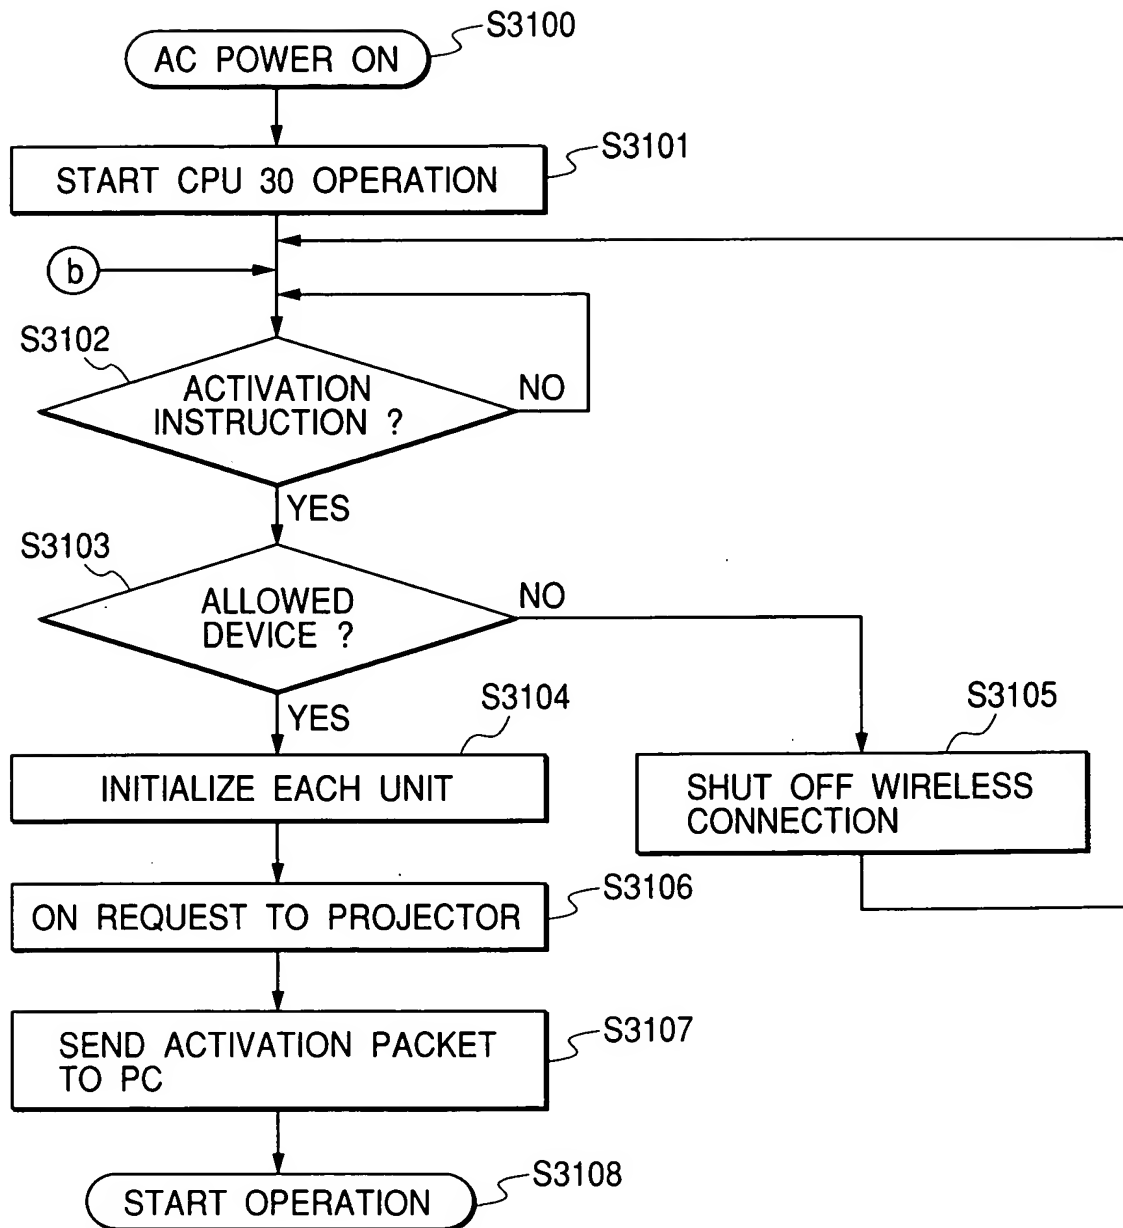 S3100
AC POWER ON
S3101
START CPU 30 OPERATION
b
S3102
ACTIVATION
INSTRUCTION ?
NO
YES
S3103
ALLOWED
DEVICE ?
NO
YES
S3104
INITIALIZE EACH UNIT
S3105
SHUT OFF WIRELESS
CONNECTION
S3106
ON REQUEST TO PROJECTOR
S3107
SEND ACTIVATION PACKET
TO PC
S3108
START OPERATION